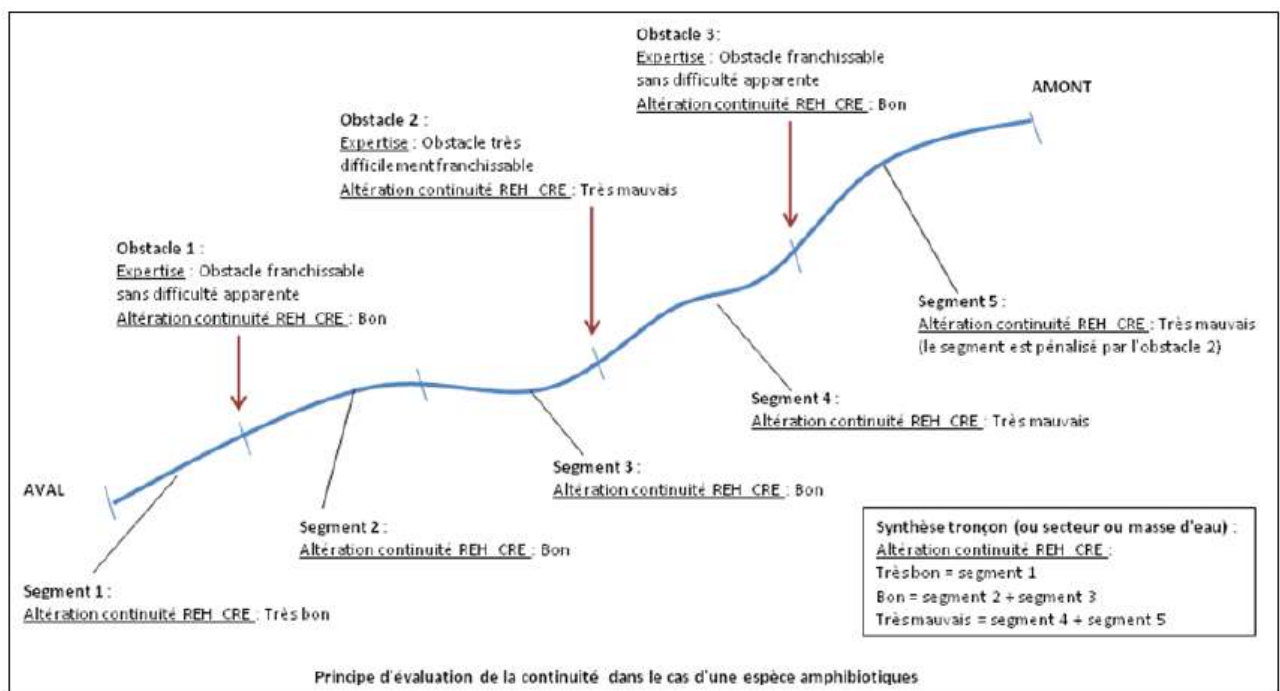 Obstacle 3 :
Expertise : Obstacle franchissable
sans difficulté apparente
Altération continuité REH_CRE : Bon
AMONT
Obstacle 2 :
Expertise : Obstacle très
difficilement franchissable
Altération continuité REH_CRE : Très mauvais
Obstacle 1 :
Expertise : Obstacle franchissable
sans difficulté apparente
Altération continuité REH_CRE : Bon
Segment 5 :
Altération continuité REH_CRE : Très mauvais
(le segment est pénalisé par l'obstacle 2)
Segment 4 :
Altération continuité REH_CRE : Très mauvais
Segment 3 :
Altération continuité REH_CRE : Bon
AVAL
Segment 2 :
Altération continuité REH_CRE : Bon
Segment 1 :
Altération continuité REH_CRE : Très bon
Synthèse tronçon (ou secteur ou masse d'eau) :
Altération continuité REH_CRE :
Très bon = segment 1
Bon = segment 2 + segment 3
Très mauvais = segment 4 + segment 5
Principe d'évaluation de la continuité dans le cas d'une espèce amphibiotiques